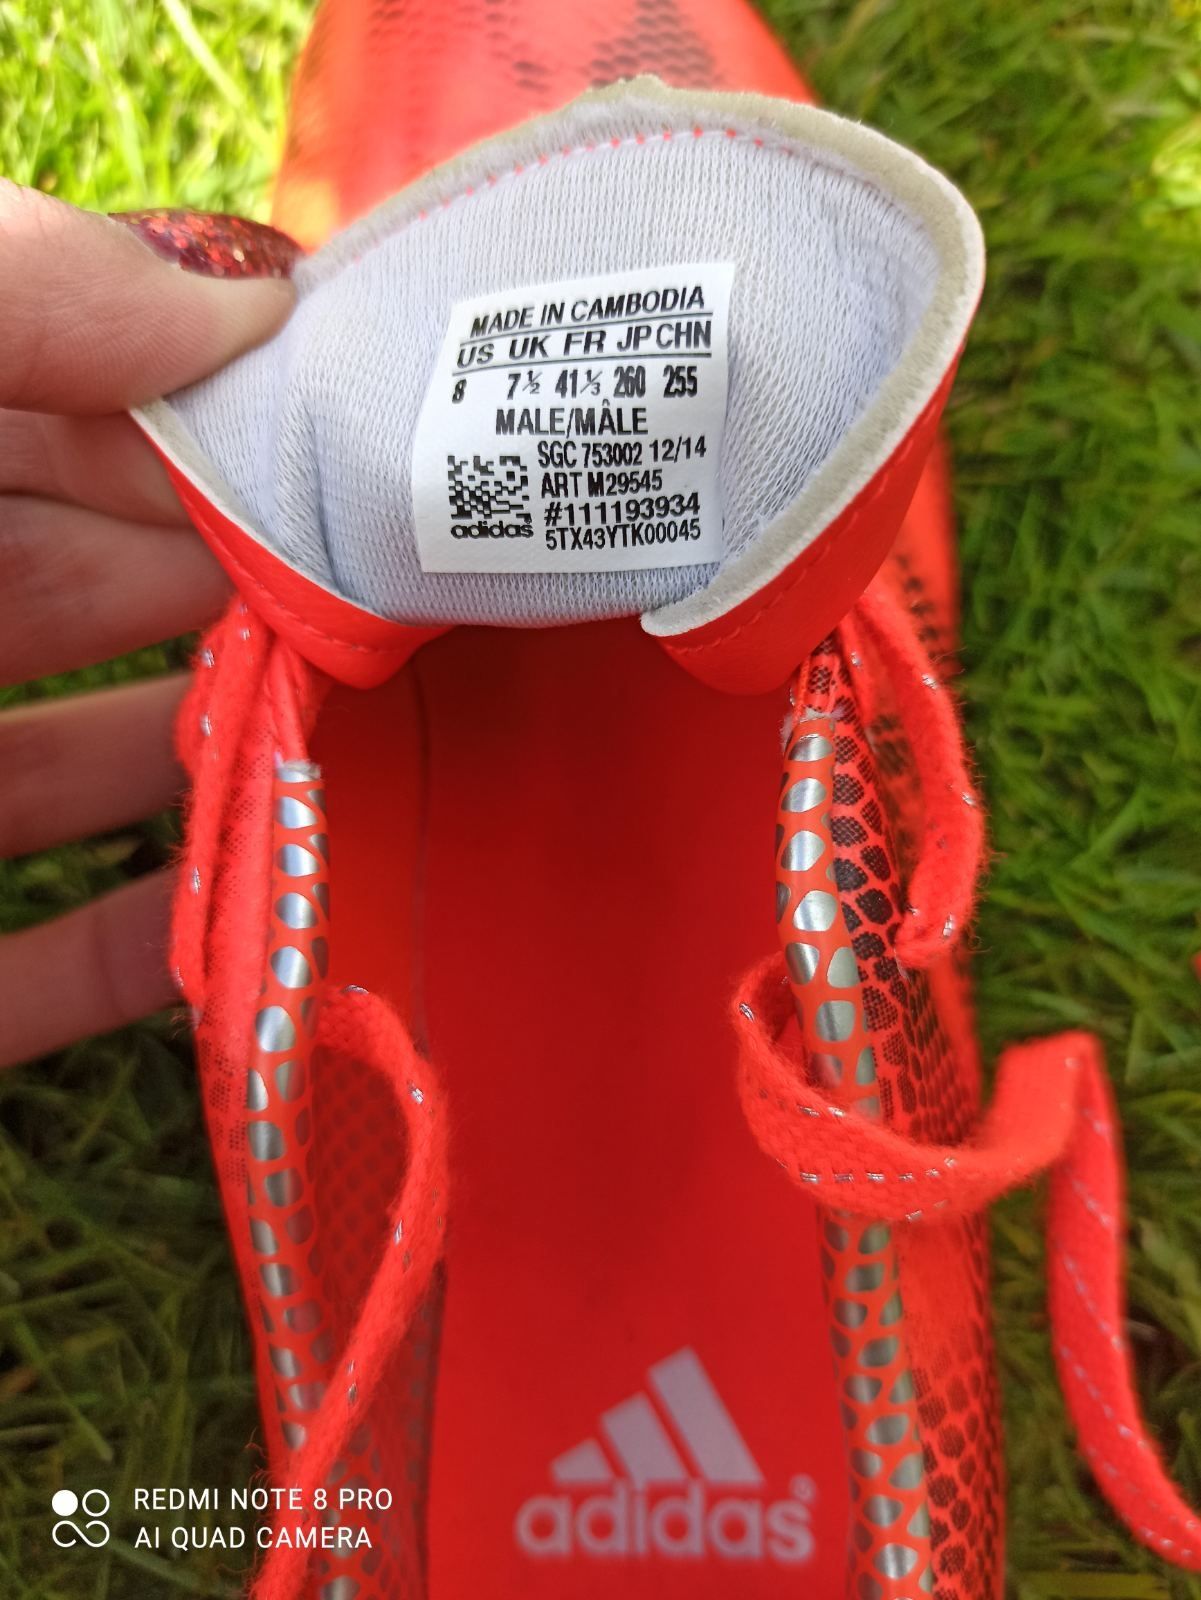 MADE IN CAMBODIA
US UK FR JP CHN
8 7½ 41⅓ 260 255
MALE/MÂLE
SGC 753002 12/14
ART M29545
#111193934
adidas 5TX43YTK00045
adidas®
REDMI NOTE 8 PRO
AI QUAD CAMERA